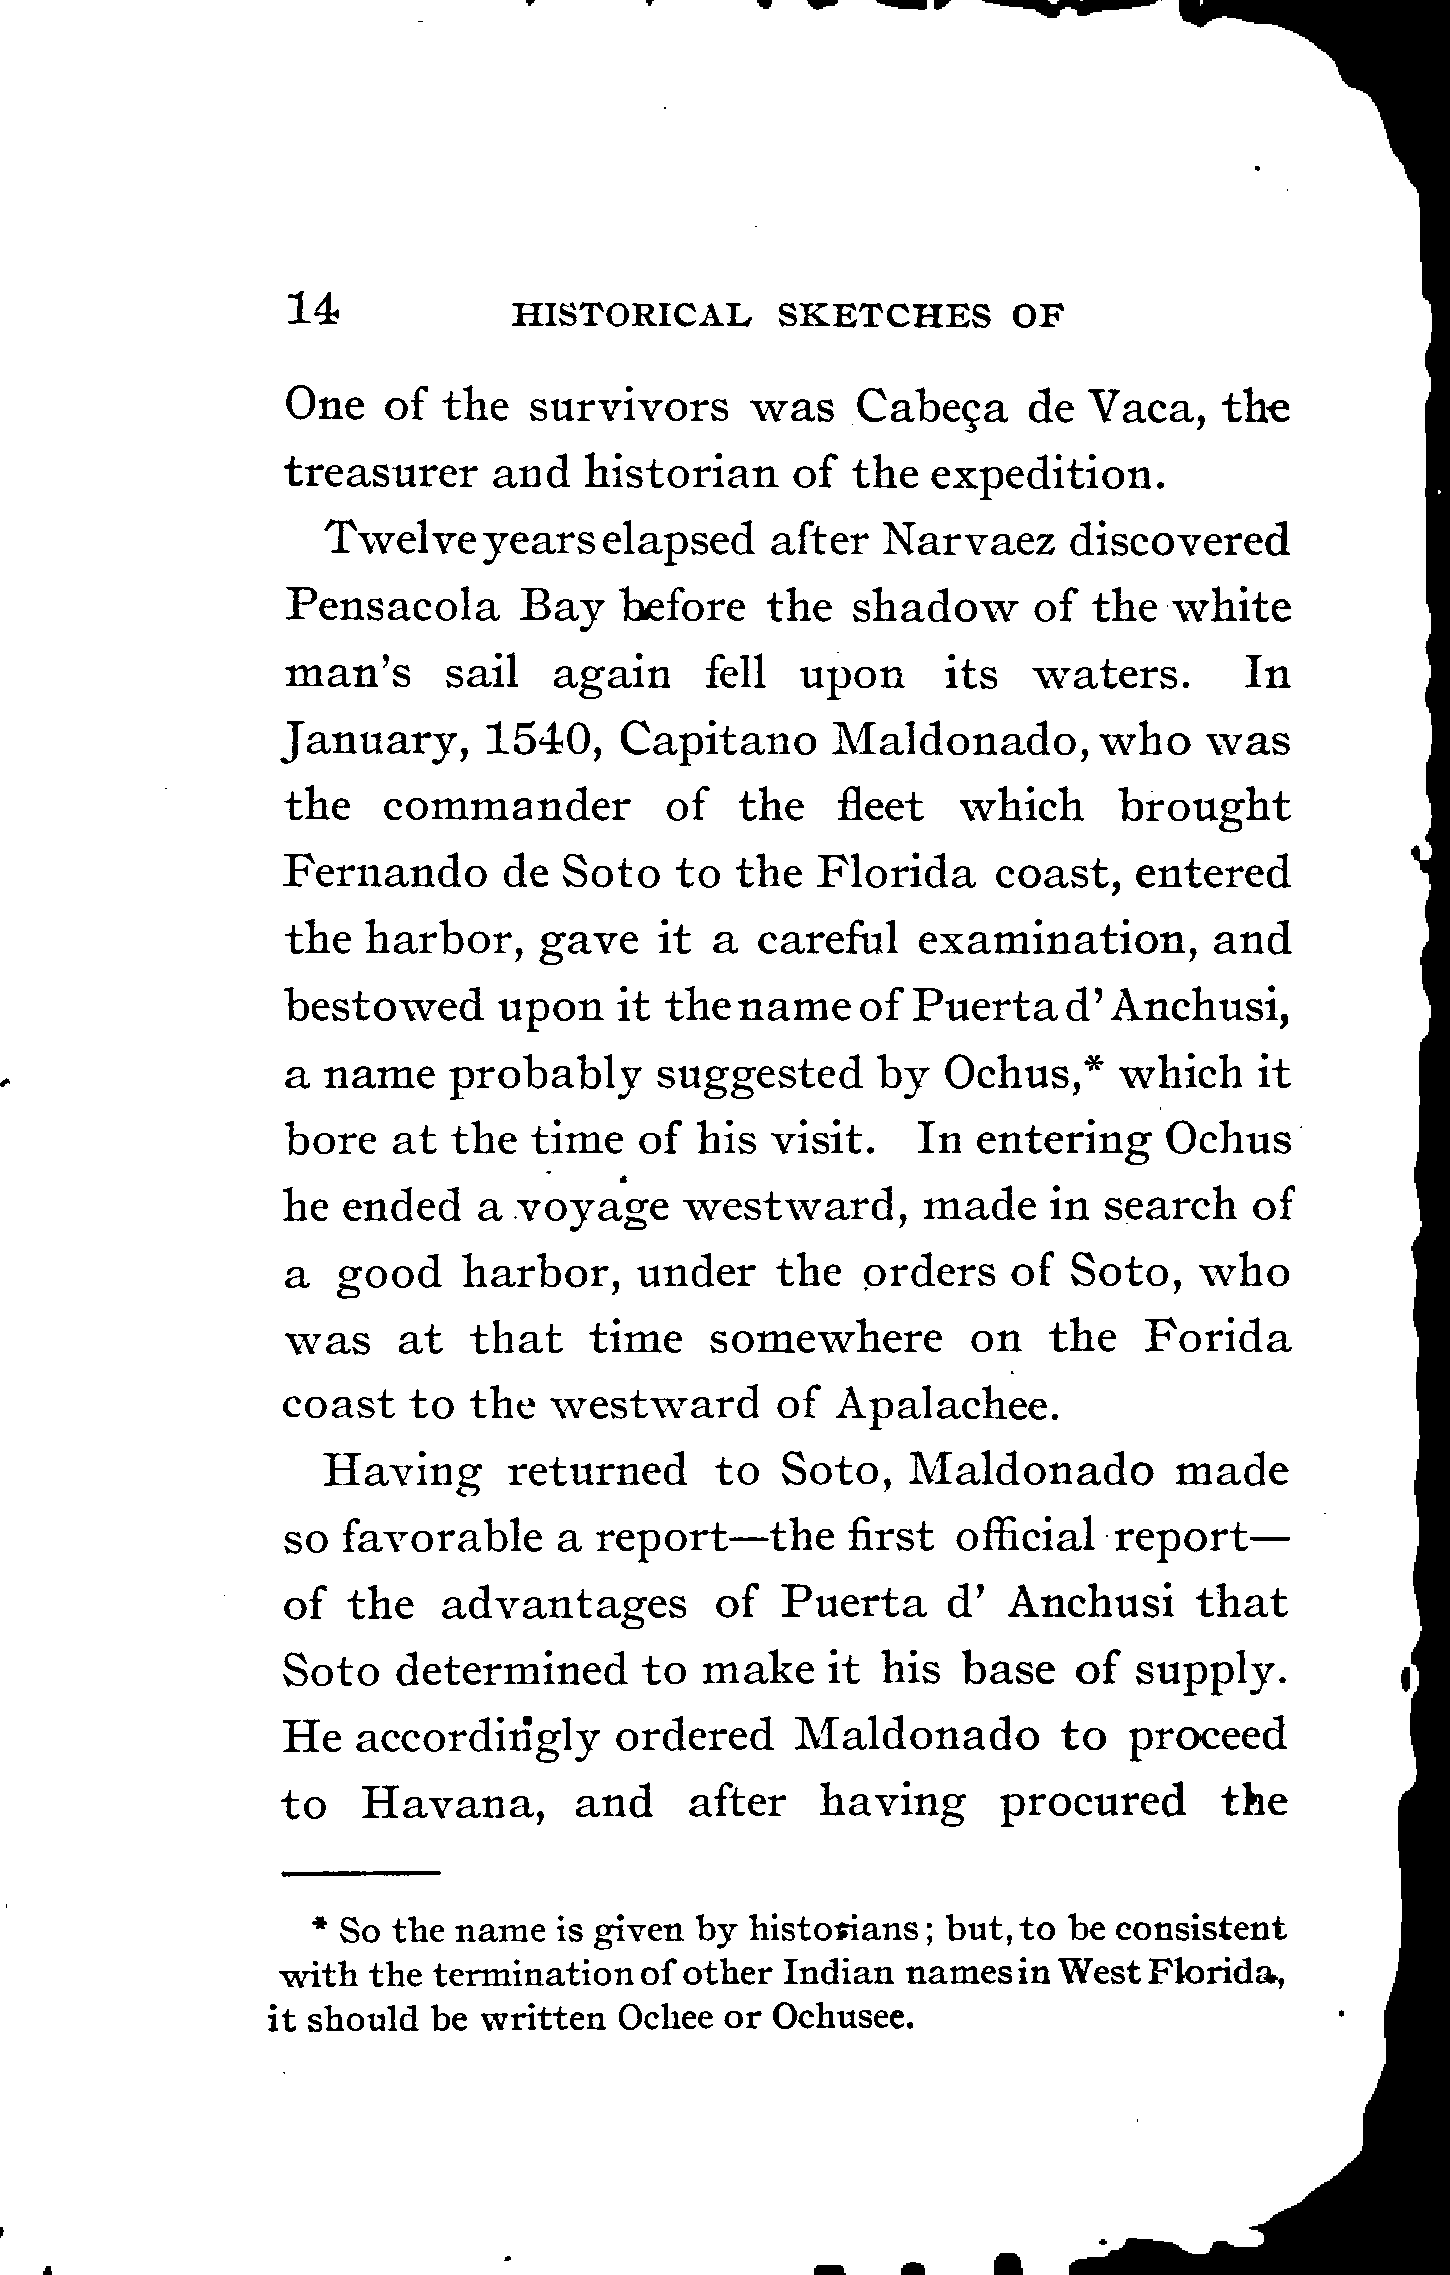 14 HISTORICAL SKETCHES OF
One of the survivors was Cabeça de Vaca, the
treasurer and historian of the expedition.
Twelve years elapsed after Narvaez discovered
Pensacola Bay before the shadow of the white
man's sail again fell upon its waters. In
January, 1540, Capitano Maldonado, who was
the commander of the fleet which brought
Fernando de Soto to the Florida coast, entered
the harbor, gave it a careful examination, and
bestowed upon it the name of Puerta d' Anchusi,
a name probably suggested by Ochus,* which it
bore at the time of his visit. In entering Ochus
he ended a voyage westward, made in search of
a good harbor, under the orders of Soto, who
was at that time somewhere on the Forida
coast to the westward of Apalachee.
Having returned to Soto, Maldonado made
so favorable a report—the first official report—
of the advantages of Puerta d' Anchusi that
Soto determined to make it his base of supply.
He accordingly ordered Maldonado to proceed
to Havana, and after having procured the
* So the name is given by historians; but, to be consistent
with the termination of other Indian names in West Florida,
it should be written Ochee or Ochusee.